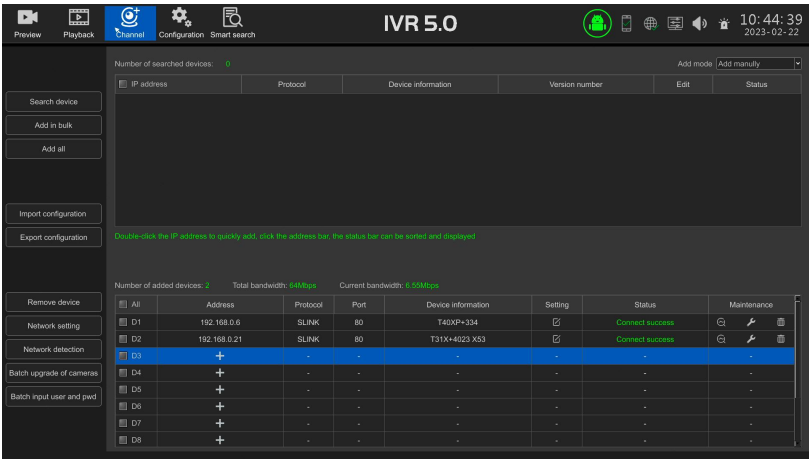 IVR 5.0
10:44:39
2023-02-22
Preview Playback Channel Configuration Smart search
Number of searched devices: 0 Add mode Add manully
IP address Protocol Device information Version number Edit Status
Search device
Add in bulk
Add all
Import configuration
Export configuration
Double-click the IP address to quickly add, click the address bar, the status bar can be sorted and displayed
Number of added devices: 2 Total bandwidth: 64Mbps Current bandwidth: 6.55Mbps
Remove device
Network setting
Network detection
Batch upgrade of cameras
Batch input user and pwd
All Address Protocol Port Device information Setting Status Maintenance
D1 192.168.0.6 SLINK 80 T40XP+334 Connect success
D2 192.168.0.21 SLINK 80 T31X+4023 X53 Connect success
D3 + - - - - - -
D4 + - - - - - -
D5 + - - - - - -
D6 + - - - - - -
D7 + - - - - - -
D8 + - - - - - -